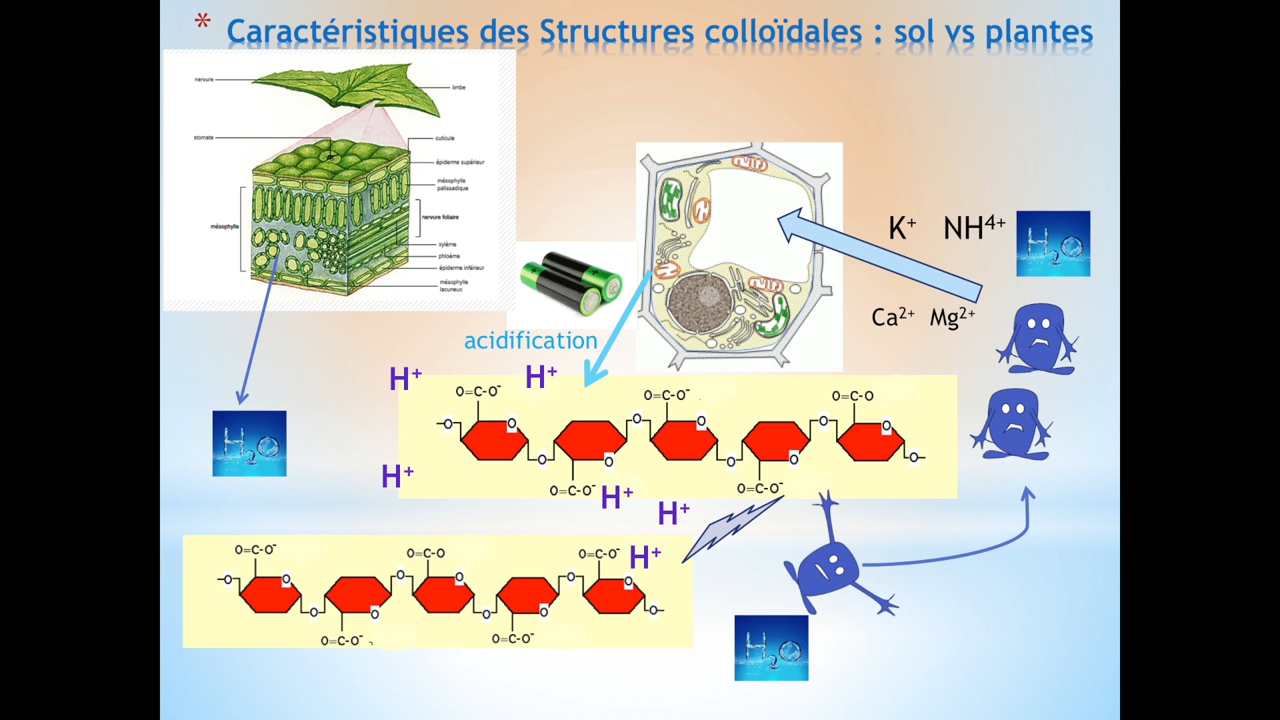 * Caractéristiques des Structures colloïdales : sol vs plantes
nervure
limbe
stomate
cuticule
épiderme supérieur
mésophylle
palissadique
mésophylle
nervure foliaire
xylème
phloème
épiderme inférieur
mésophylle
lacuneux
K+ NH4+
H2O
Ca2+ Mg2+
acidification
H+ H+
O=C-O- O=C-O- O=C-O
-O O O O O
O O O O O-
O=C-O- O=C-O-
H+
H+
H+
H2O
O=C-O- O=C-O O=C-O- H+
-O O O O O O
O O O O O-
O=C-O- O=C-O-
H2O